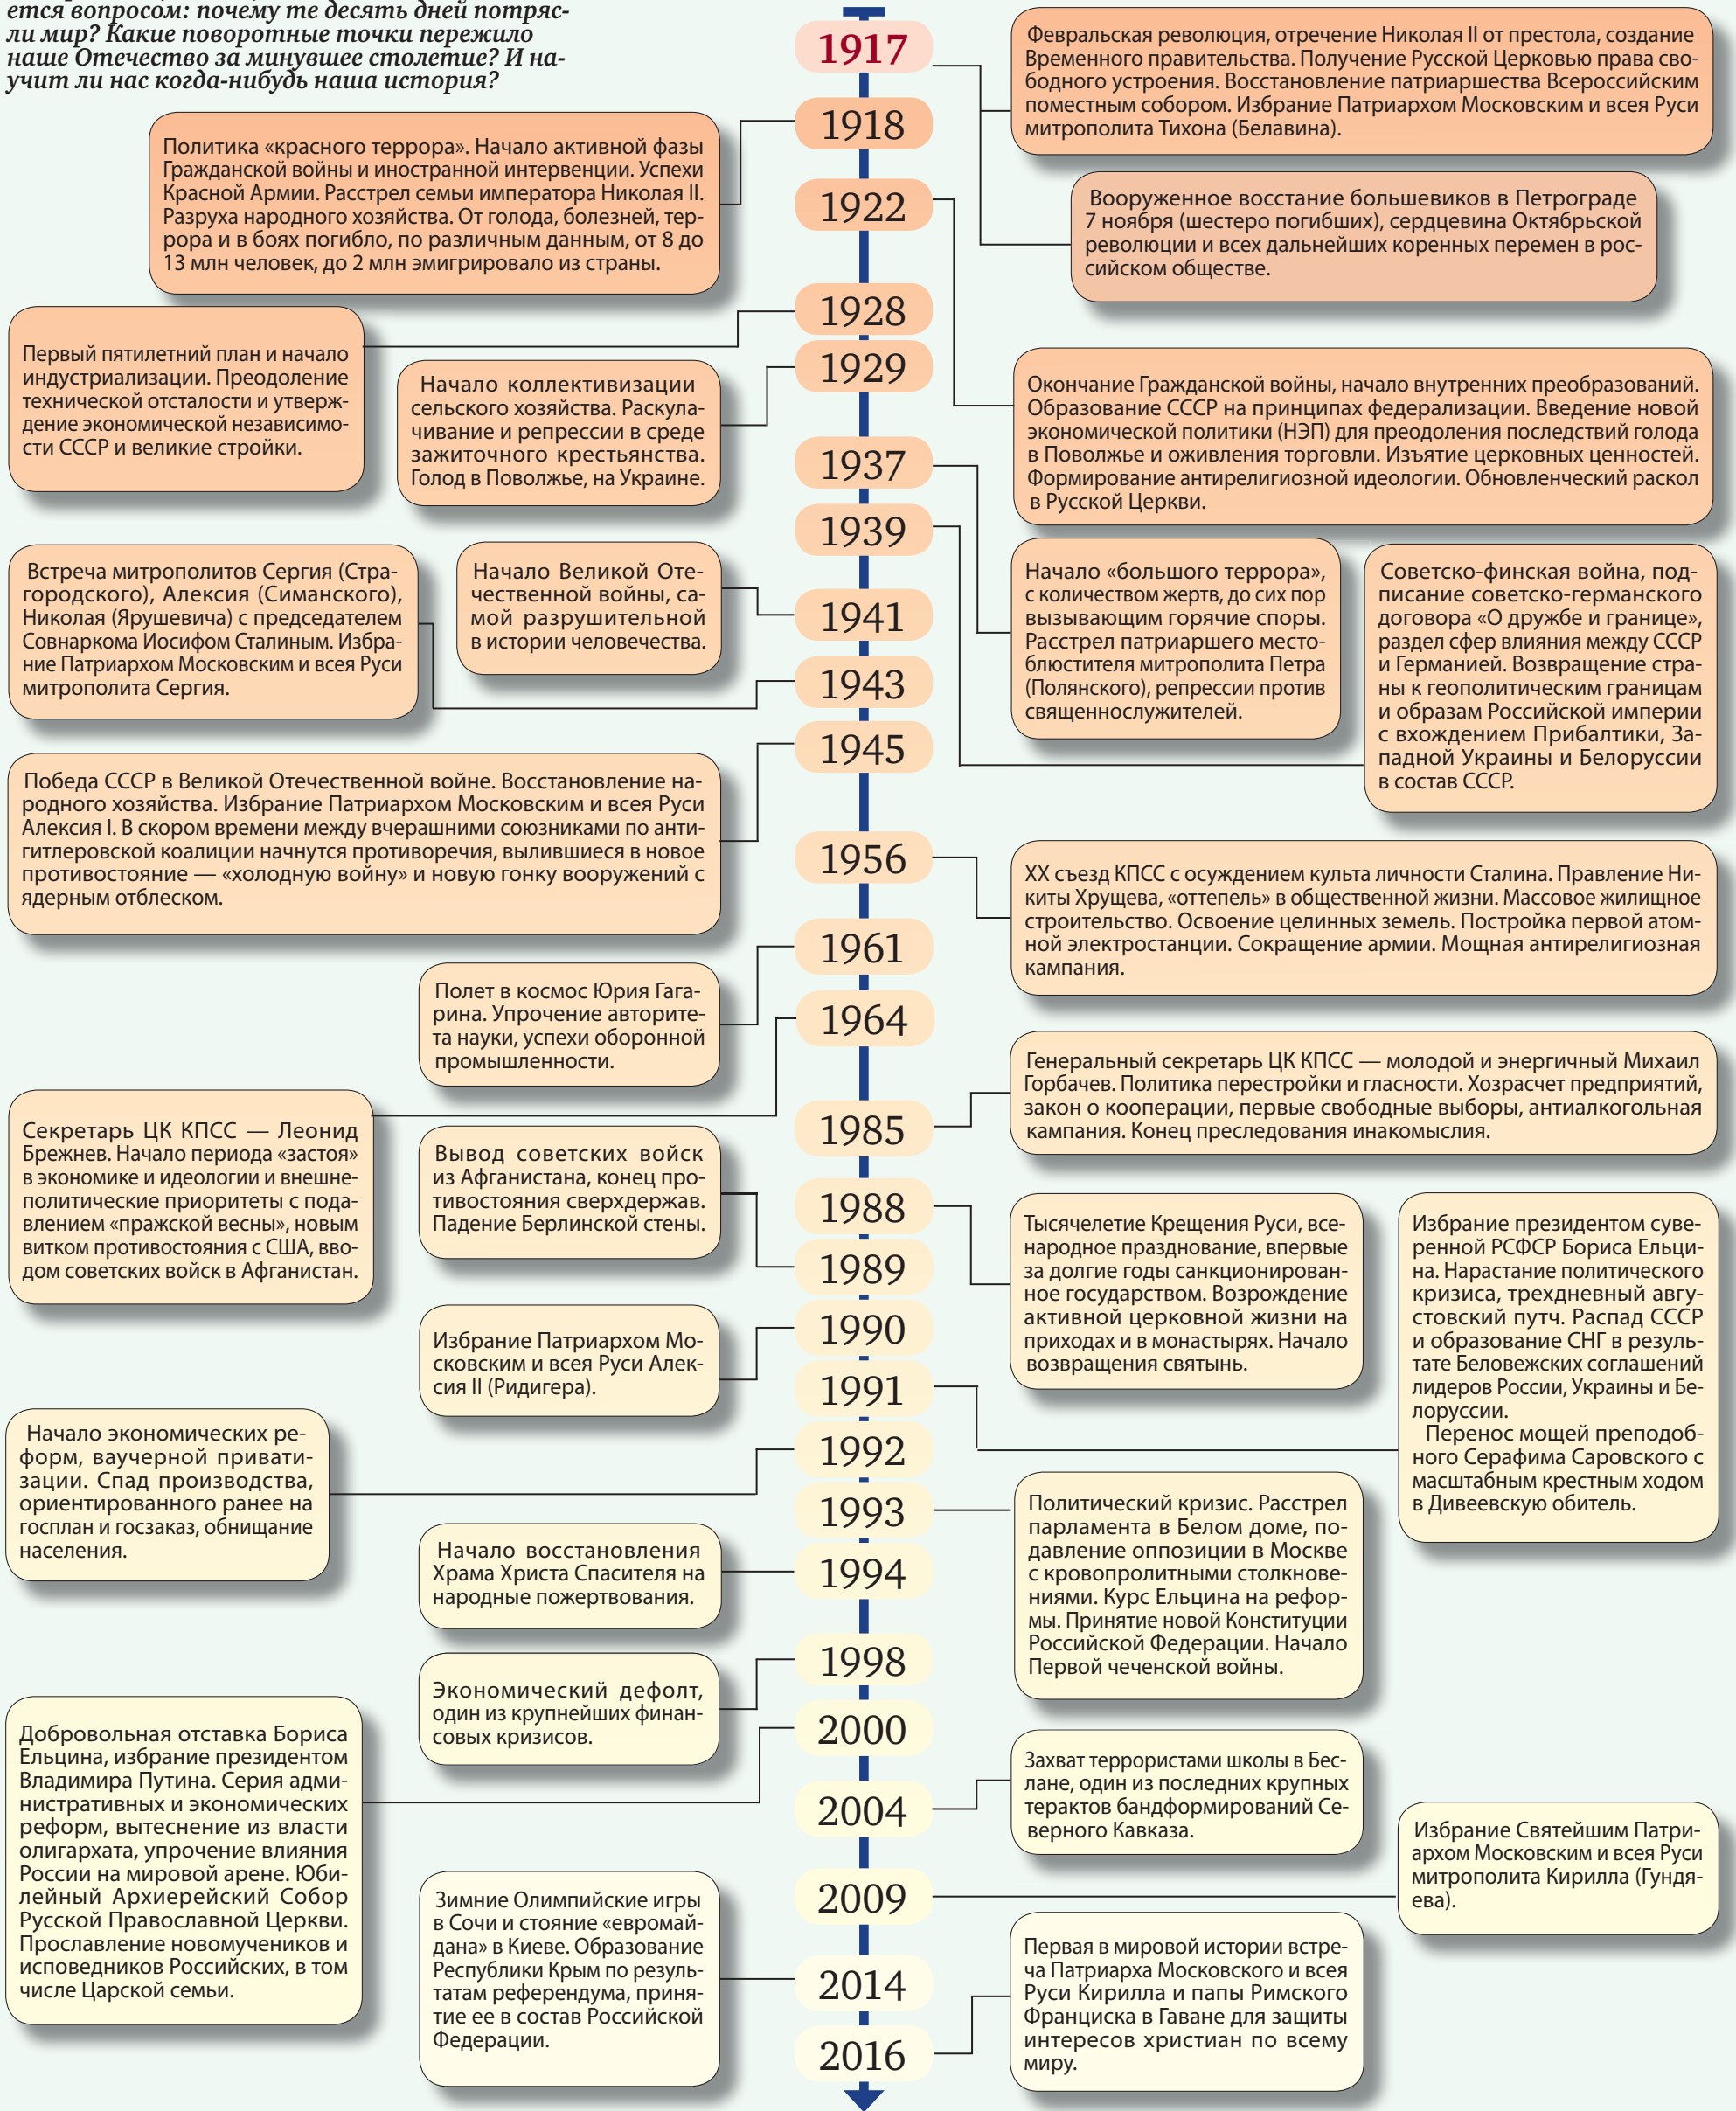 ется вопросом: почему те десять дней потряс-
ли мир? Какие поворотные точки пережило
наше Отечество за минувшее столетие? И на-
учит ли нас когда-нибудь наша история?
1917
Февральская революция, отречение Николая II от престола, создание
Временного правительства. Получение Русской Церковью права сво-
бодного устроения. Восстановление патриаршества Всероссийским
поместным собором. Избрание Патриархом Московским и всея Руси
митрополита Тихона (Белавина).
Вооруженное восстание большевиков в Петрограде
7 ноября (шестеро погибших), сердцевина Октябрьской
революции и всех дальнейших коренных перемен в рос-
сийском обществе.
1918
Политика «красного террора». Начало активной фазы
Гражданской войны и иностранной интервенции. Успехи
Красной Армии. Расстрел семьи императора Николая II.
Разруха народного хозяйства. От голода, болезней, тер-
рора и в боях погибло, по различным данным, от 8 до
13 млн человек, до 2 млн эмигрировало из страны.
1922
Окончание Гражданской войны, начало внутренних преобразований.
Образование СССР на принципах федерализации. Введение новой
экономической политики (НЭП) для преодоления последствий голода
в Поволжье и оживления торговли. Изъятие церковных ценностей.
Формирование антирелигиозной идеологии. Обновленческий раскол
в Русской Церкви.
1928
Первый пятилетний план и начало
индустриализации. Преодоление
технической отсталости и утверж-
дение экономической независимо-
сти СССР и великие стройки.
1929
Начало коллективизации
сельского хозяйства. Раскула-
чивание и репрессии в среде
зажиточного крестьянства.
Голод в Поволжье, на Украине.
1937
Начало «большого террора»,
с количеством жертв, до сих пор
вызывающим горячие споры.
Расстрел патриаршего место-
блюстителя митрополита Петра
(Полянского), репрессии против
священнослужителей.
1939
Советско-финская война, под-
писание советско-германского
договора «О дружбе и границе»,
раздел сфер влияния между СССР
и Германией. Возвращение стра-
ны к геополитическим границам
и образам Российской империи
с вхождением Прибалтики, За-
падной Украины и Белоруссии
в состав СССР.
1941
Начало Великой Оте-
чественной войны, са-
мой разрушительной
в истории человечества.
1943
Встреча митрополитов Сергия (Стра-
городского), Алексия (Симанского),
Николая (Ярушевича) с председателем
Совнаркома Иосифом Сталиным. Избра-
ние Патриархом Московским и всея Руси
митрополита Сергия.
1945
Победа СССР в Великой Отечественной войне. Восстановление на-
родного хозяйства. Избрание Патриархом Московским и всея Руси
Алексия I. В скором времени между вчерашними союзниками по анти-
гитлеровской коалиции начнутся противоречия, вылившиеся в новое
противостояние — «холодную войну» и новую гонку вооружений с
ядерным отблеском.
1956
XX съезд КПСС с осуждением культа личности Сталина. Правление Ни-
киты Хрущева, «оттепель» в общественной жизни. Массовое жилищное
строительство. Освоение целинных земель. Постройка первой атом-
ной электростанции. Сокращение армии. Мощная антирелигиозная
кампания.
1961
Полет в космос Юрия Гага-
рина. Упрочение авторите-
та науки, успехи оборонной
промышленности.
1964
Секретарь ЦК КПСС — Леонид
Брежнев. Начало периода «застоя»
в экономике и идеологии и внешне-
политические приоритеты с пода-
влением «пражской весны», новым
витком противостояния с США, вво-
дом советских войск в Афганистан.
1985
Генеральный секретарь ЦК КПСС — молодой и энергичный Михаил
Горбачев. Политика перестройки и гласности. Хозрасчет предприятий,
закон о кооперации, первые свободные выборы, антиалкогольная
кампания. Конец преследования инакомыслия.
1988
Тысячелетие Крещения Руси, все-
народное празднование, впервые
за долгие годы санкционирован-
ное государством. Возрождение
активной церковной жизни на
приходах и в монастырях. Начало
возвращения святынь.
1989
Вывод советских войск
из Афганистана, конец про-
тивостояния сверхдержав.
Падение Берлинской стены.
1990
Избрание Патриархом Мо-
сковским и всея Руси Алек-
сия II (Ридигера).
1991
Избрание президентом суве-
ренной РСФСР Бориса Ельци-
на. Нарастание политического
кризиса, трехдневный авгу-
стовский путч. Распад СССР
и образование СНГ в резуль-
тате Беловежских соглашений
лидеров России, Украины и Бе-
лоруссии.
Перенос мощей преподоб-
ного Серафима Саровского с
масштабным крестным ходом
в Дивеевскую обитель.
1992
Начало экономических ре-
форм, ваучерной привати-
зации. Спад производства,
ориентированного ранее на
госплан и госзаказ, обнищание
населения.
1993
Политический кризис. Расстрел
парламента в Белом доме, по-
давление оппозиции в Москве
с кровопролитными столкнове-
ниями. Курс Ельцина на рефор-
мы. Принятие новой Конституции
Российской Федерации. Начало
Первой чеченской войны.
1994
Начало восстановления
Храма Христа Спасителя на
народные пожертвования.
1998
Экономический дефолт,
один из крупнейших финан-
совых кризисов.
2000
Добровольная отставка Бориса
Ельцина, избрание президентом
Владимира Путина. Серия адми-
нистративных и экономических
реформ, вытеснение из власти
олигархата, упрочение влияния
России на мировой арене. Юби-
лейный Архиерейский Собор
Русской Православной Церкви.
Прославление новомучеников и
исповедников Российских, в том
числе Царской семьи.
2004
Захват террористами школы в Бес-
лане, один из последних крупных
терактов бандформирований Се-
верного Кавказа.
2009
Избрание Святейшим Патри-
архом Московским и всея Руси
митрополита Кирилла (Гундя-
ева).
2014
Зимние Олимпийские игры
в Сочи и стояние «евромай-
дана» в Киеве. Образование
Республики Крым по резуль-
татам референдума, приня-
тие ее в состав Российской
Федерации.
2016
Первая в мировой истории встре-
ча Патриарха Московского и всея
Руси Кирилла и папы Римского
Франциска в Гаване для защиты
интересов христиан по всему
миру.